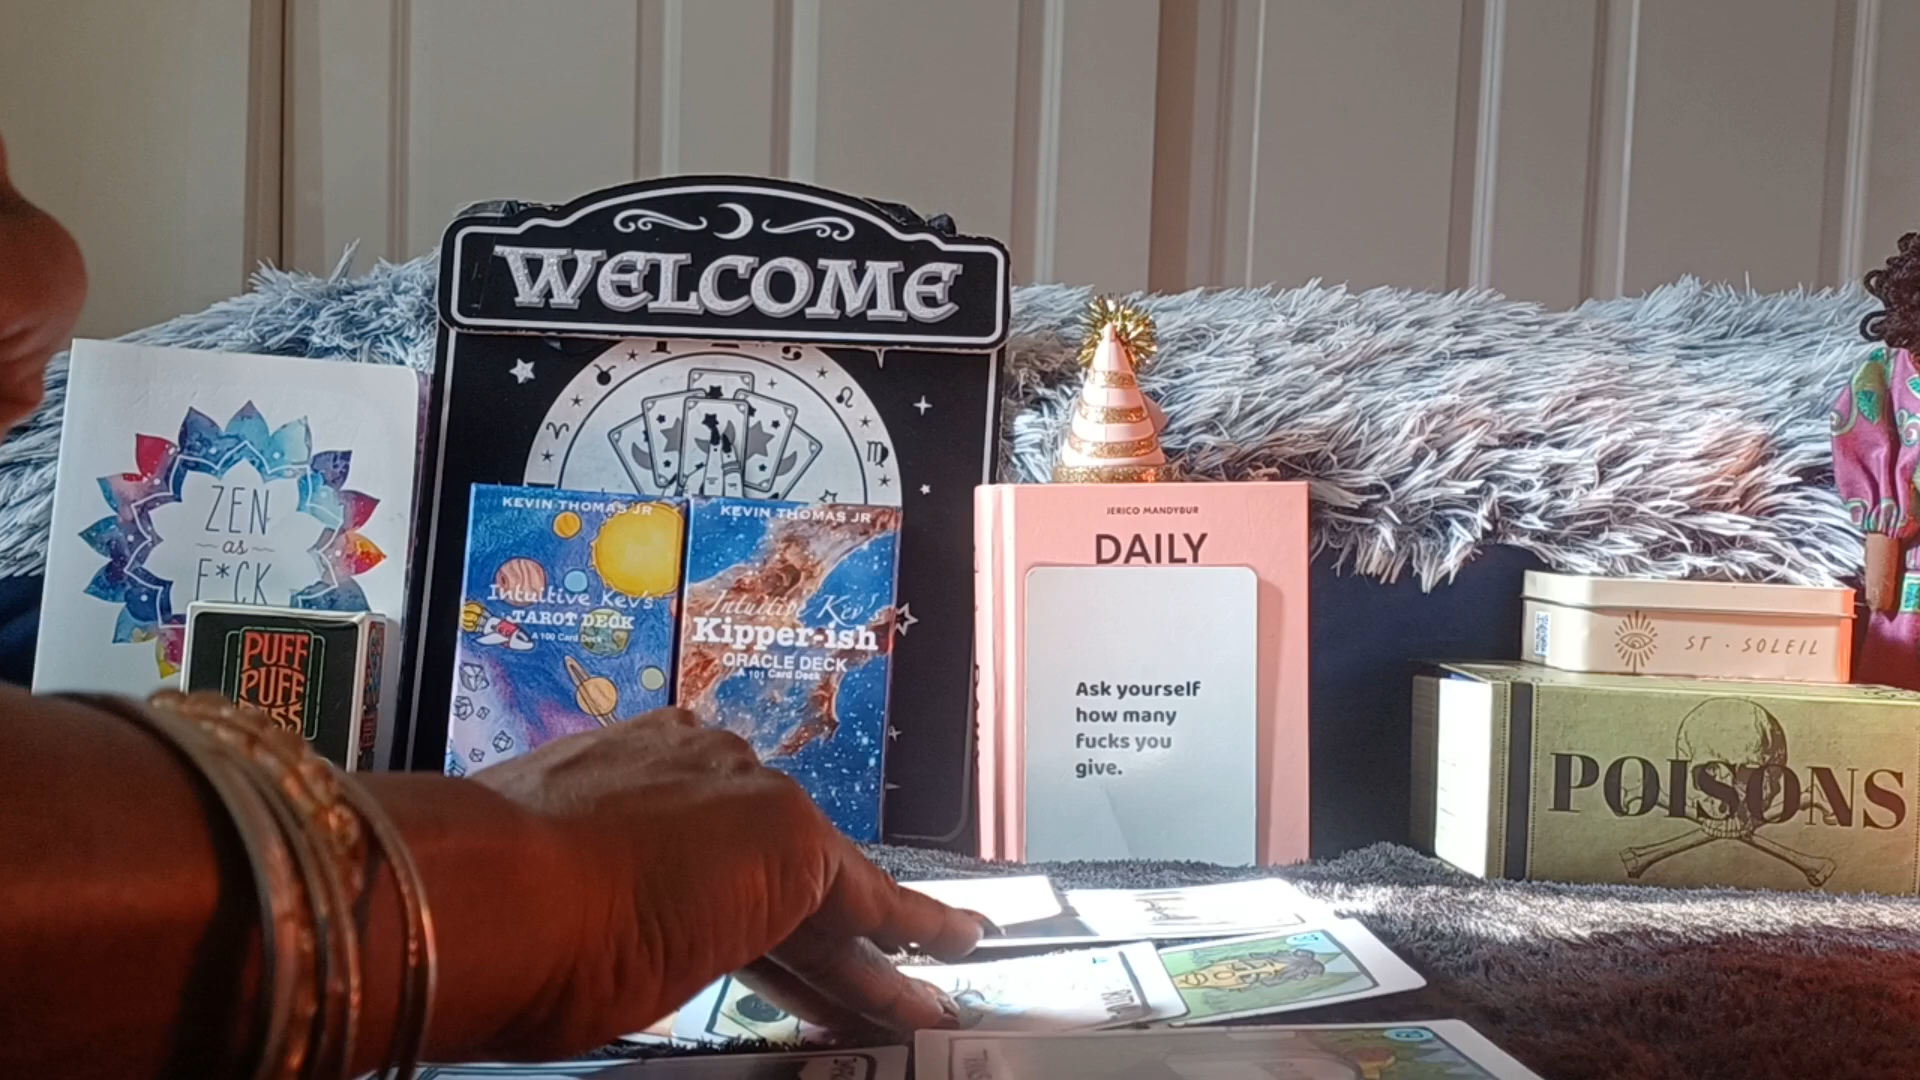 WELCOME
ZEN
as
F*CK
PUFF
PUFF
KEVIN THOMAS JR
Intuitive Kev's
TAROT DECK
A 100 Card Deck
KEVIN THOMAS JR
Intuitive Kev's
Kipper-ish
ORACLE DECK
A 101 Card Deck
JERICO MANDYBUR
DAILY
Ask yourself
how many
fucks you
give.
ST · SOLEIL
POISONS